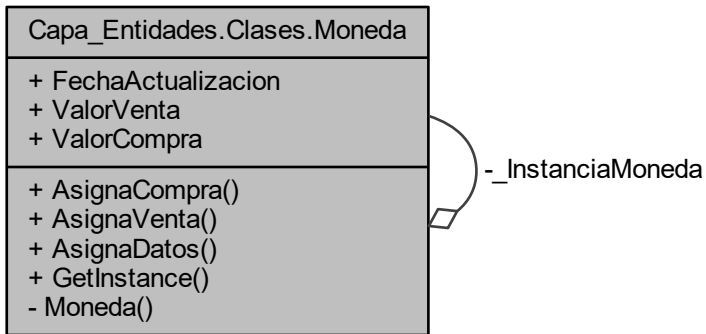 Capa_Entidades.Clases.Moneda
+ FechaActualizacion
+ ValorVenta
+ ValorCompra
-_InstanciaMoneda
+ AsignaCompra()
+ AsignaVenta()
+ AsignaDatos()
+ GetInstance()
- Moneda()